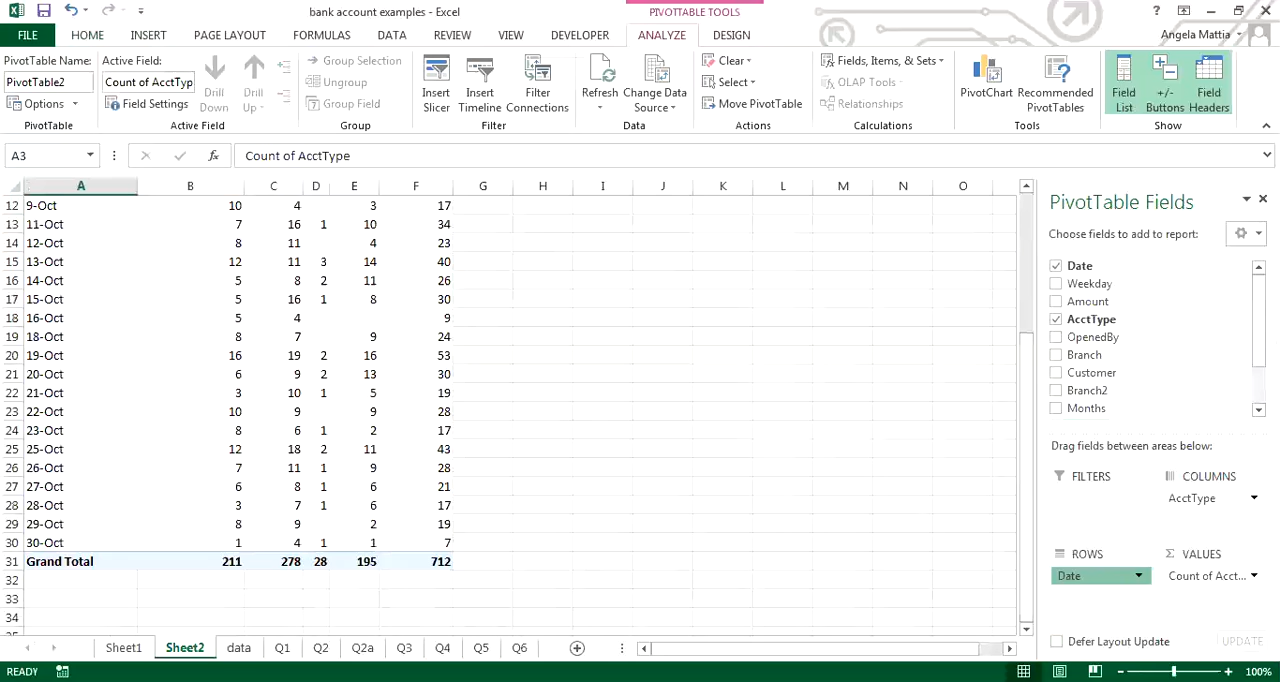 bank account examples - Excel
PIVOTTABLE TOOLS
?
FILE HOME INSERT PAGE LAYOUT FORMULAS DATA REVIEW VIEW DEVELOPER ANALYZE DESIGN
Angela Mattia
PivotTable Name:
PivotTable2
Options
PivotTable
Active Field:
Count of AcctTyp
Field Settings
Drill Down
Drill Up
Active Field
Group Selection
Ungroup
Group Field
Group
Insert Slicer
Insert Timeline
Filter Connections
Filter
Refresh
Change Data Source
Data
Clear
Select
Move PivotTable
Actions
Fields, Items, & Sets
OLAP Tools
Relationships
Calculations
PivotChart
Recommended PivotTables
Tools
Field List
+/- Buttons
Field Headers
Show
A3 fx Count of AcctType
A B C D E F G H I J K L M N O
12 9-Oct 10 4 3 17
13 11-Oct 7 16 1 10 34
14 12-Oct 8 11 4 23
15 13-Oct 12 11 3 14 40
16 14-Oct 5 8 2 11 26
17 15-Oct 5 16 1 8 30
18 16-Oct 5 4 9
19 18-Oct 8 7 9 24
20 19-Oct 16 19 2 16 53
21 20-Oct 6 9 2 13 30
22 21-Oct 3 10 1 5 19
23 22-Oct 10 9 9 28
24 23-Oct 8 6 1 2 17
25 25-Oct 12 18 2 11 43
26 26-Oct 7 11 1 9 28
27 27-Oct 6 8 1 6 21
28 28-Oct 3 7 1 6 17
29 29-Oct 8 9 2 19
30 30-Oct 1 4 1 1 7
31 Grand Total 211 278 28 195 712
32
33
34
PivotTable Fields
Choose fields to add to report:
Date
Weekday
Amount
AcctType
OpenedBy
Branch
Customer
Branch2
Months
Drag fields between areas below:
FILTERS
COLUMNS
AcctType
ROWS
Date
Σ VALUES
Count of Acct...
Defer Layout Update UPDATE
Sheet1 Sheet2 data Q1 Q2 Q2a Q3 Q4 Q5 Q6
READY
100%